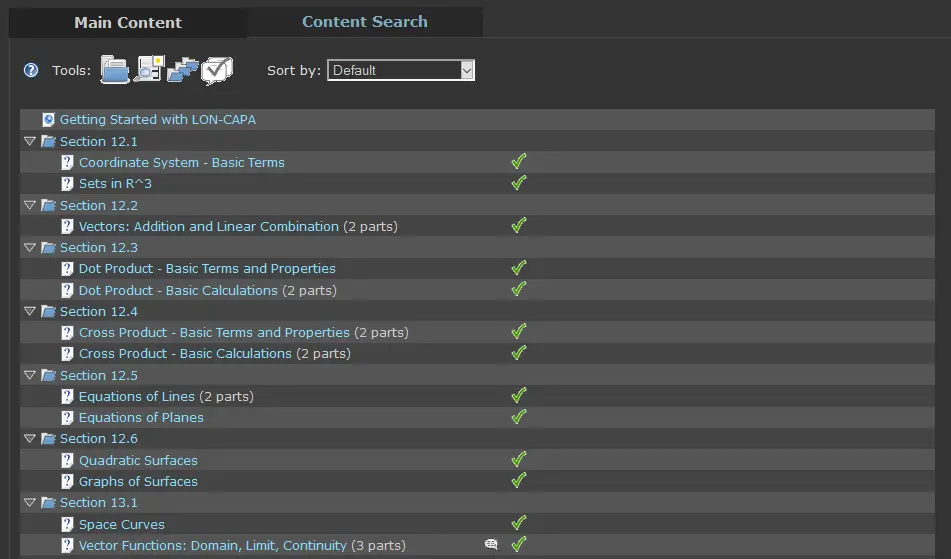 Main Content
Content Search
Tools:
Sort by: Default
Getting Started with LON-CAPA
Section 12.1
Coordinate System - Basic Terms
Sets in R^3
Section 12.2
Vectors: Addition and Linear Combination (2 parts)
Section 12.3
Dot Product - Basic Terms and Properties
Dot Product - Basic Calculations (2 parts)
Section 12.4
Cross Product - Basic Terms and Properties (2 parts)
Cross Product - Basic Calculations (2 parts)
Section 12.5
Equations of Lines (2 parts)
Equations of Planes
Section 12.6
Quadratic Surfaces
Graphs of Surfaces
Section 13.1
Space Curves
Vector Functions: Domain, Limit, Continuity (3 parts)